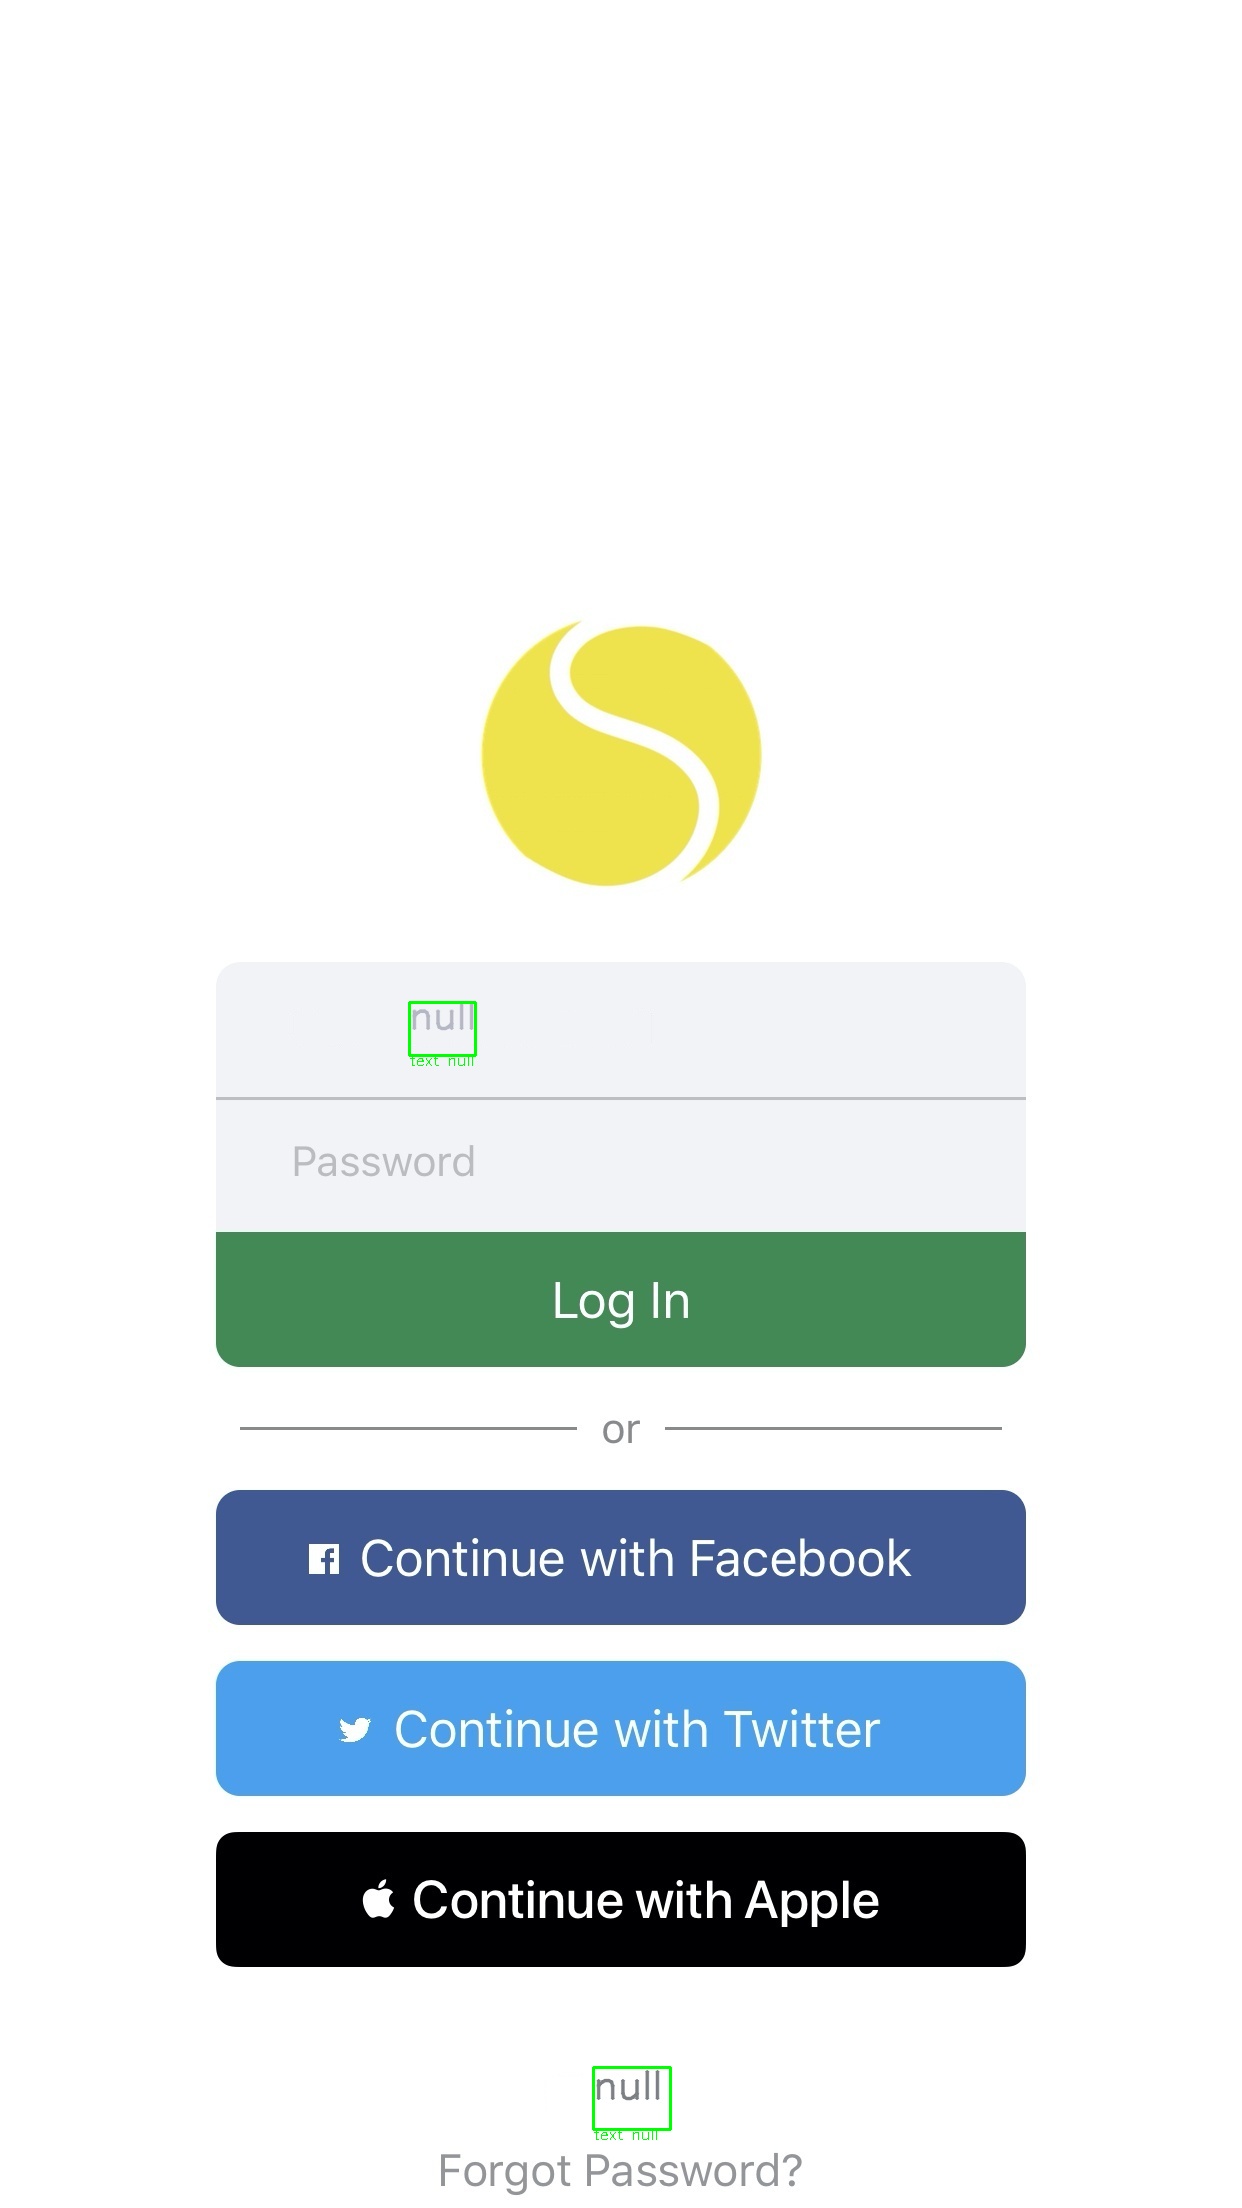 null
text null
Password
Log In
or
Continue with Facebook
Continue with Twitter
Continue with Apple
null
text null
Forgot Password?